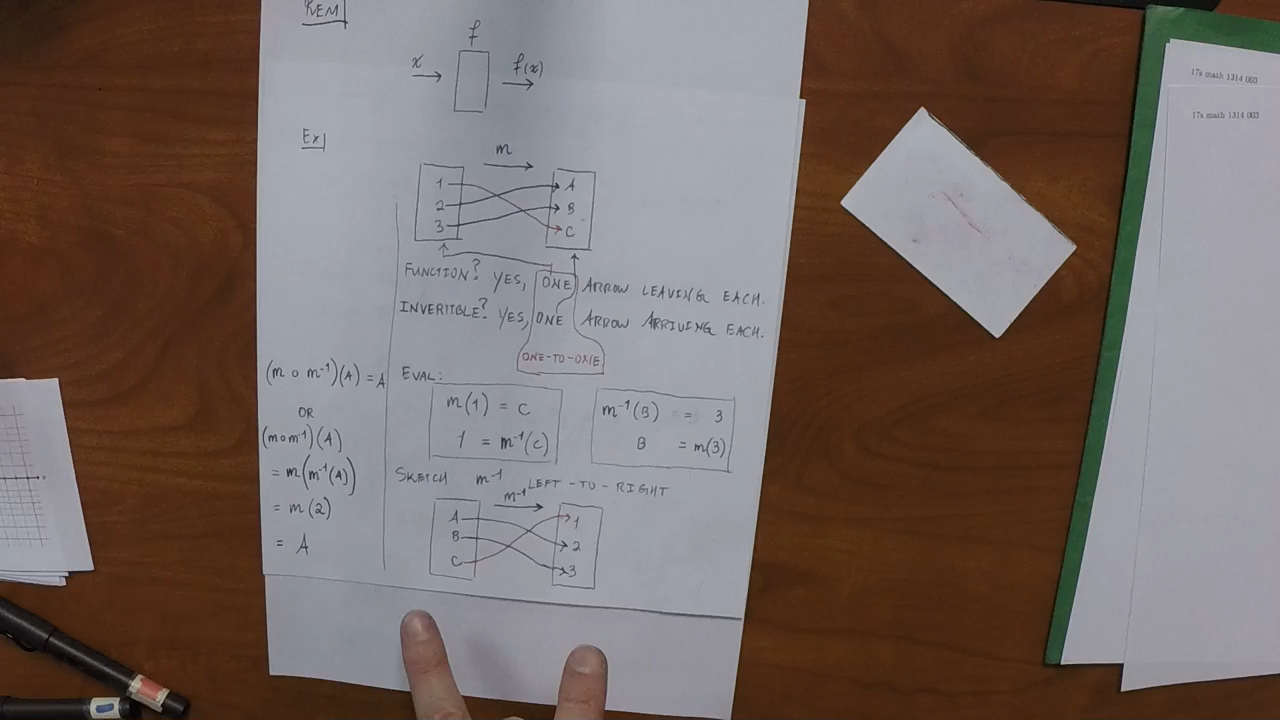 REM
f
x
f(x)
Ex
m
1 A
2 B
3 C
FUNCTION? YES, ONE ARROW LEAVING EACH.
INVERTIBLE? YES, ONE ARROW ARRIVING EACH.
ONE-TO-ONE
(m o m⁻¹)(A) = A
OR
(m o m⁻¹)(A)
= m(m⁻¹(A))
= m(2)
= A
EVAL:
m(1) = C
1 = m⁻¹(C)
m⁻¹(B) = 3
B = m(3)
SKETCH m⁻¹ LEFT-TO-RIGHT
m⁻¹
A 1
B 2
C 3
17s math 1314 003
17s math 1314 003